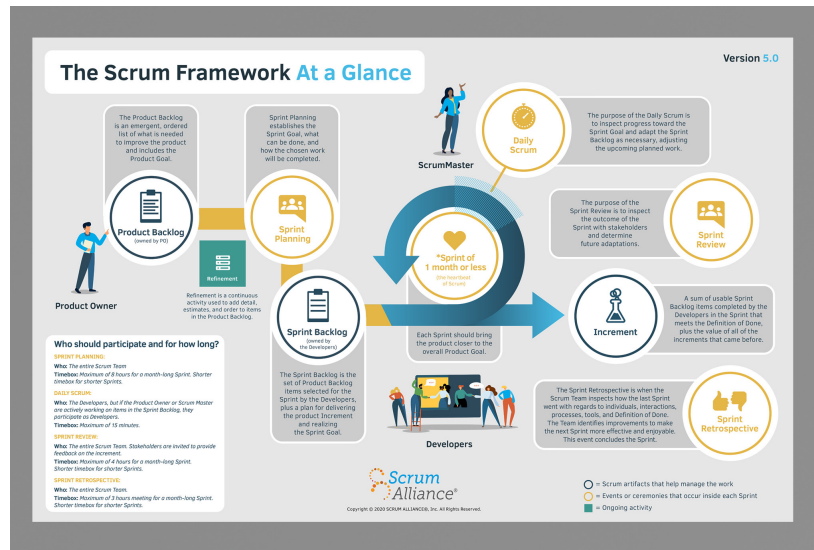 The Scrum Framework At a Glance
Version 5.0
The Product Backlog
is an emergent, ordered
list of what is needed
to improve the product
and includes the
Product Goal.
Product Backlog
(owned by PO)
Product Owner
Sprint Planning
establishes the
Sprint Goal, what
can be done, and
how the chosen work
will be completed.
Sprint
Planning
Refinement
Refinement is a continuous
activity used to add detail,
estimates, and order to items
in the Product Backlog.
Sprint Backlog
(owned by
the Developers)
The Sprint Backlog is the
set of Product Backlog
items selected for the
Sprint by the Developers,
plus a plan for delivering
the product Increment
and realizing
the Sprint Goal.
ScrumMaster
Daily
Scrum
The purpose of the Daily Scrum is
to inspect progress toward the
Sprint Goal and adapt the Sprint
Backlog as necessary, adjusting
the upcoming planned work.
*Sprint of
1 month or less
(the heartbeat
of Scrum)
Each Sprint should bring
the product closer to the
overall Product Goal.
The purpose of the
Sprint Review is to inspect
the outcome of the
Sprint with stakeholders
and determine
future adaptations.
Sprint
Review
Increment
A sum of usable Sprint
Backlog items completed by the
Developers in the Sprint that
meets the Definition of Done,
plus the value of all of the
increments that came before.
Developers
The Sprint Retrospective is when the
Scrum Team inspects how the last Sprint
went with regards to individuals, interactions,
processes, tools, and Definition of Done.
The Team identifies improvements to make
the next Sprint more effective and enjoyable.
This event concludes the Sprint.
Sprint
Retrospective
Who should participate and for how long?
SPRINT PLANNING:
Who: The entire Scrum Team
Timebox: Maximum of 8 hours for a month-long Sprint. Shorter
timebox for shorter Sprints.
DAILY SCRUM:
Who: The Developers, but if the Product Owner or Scrum Master
are actively working on items in the Sprint Backlog, they
participate as Developers.
Timebox: Maximum of 15 minutes.
SPRINT REVIEW:
Who: The entire Scrum Team. Stakeholders are invited to provide
feedback on the increment.
Timebox: Maximum of 4 hours for a month-long Sprint.
Shorter timebox for shorter Sprints.
SPRINT RETROSPECTIVE:
Who: The entire Scrum Team.
Timebox: Maximum of 3 hours meeting for a month-long Sprint.
Shorter timebox for shorter Sprints.
Scrum
Alliance®
Copyright © 2020 SCRUM ALLIANCE®, Inc. All Rights Reserved.
= Scrum artifacts that help manage the work
= Events or ceremonies that occur inside each Sprint
= Ongoing activity